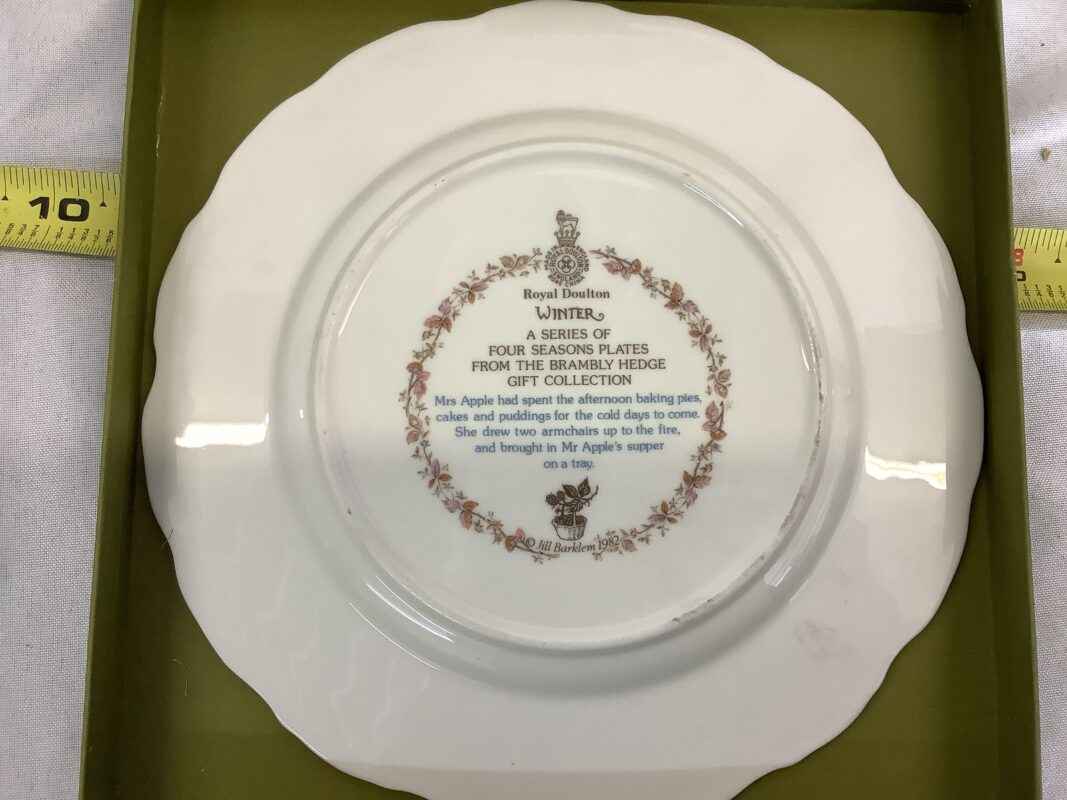 10
8
Royal Doulton
WINTER
A SERIES OF
FOUR SEASONS PLATES
FROM THE BRAMBLY HEDGE
GIFT COLLECTION
Mrs Apple had spent the afternoon baking pies,
cakes and puddings for the cold days to come.
She drew two armchairs up to the fire,
and brought in Mr Apple's supper
on a tray.
© Jill Barklem 1982